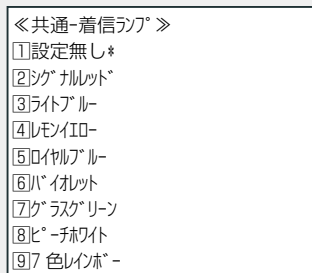 ≪共通-着信ﾗﾝﾌﾟ≫
1設定無し*
2ｼｸﾞﾅﾙﾚｯﾄﾞ
3ﾗｲﾄﾌﾞﾙｰ
4ﾚﾓﾝｲｴﾛｰ
5ﾛｲﾔﾙﾌﾞﾙｰ
6ﾊﾞｲｵﾚｯﾄ
7ｸﾞﾗｽｸﾞﾘｰﾝ
8ﾋﾟｰﾁﾎﾜｲﾄ
97 色ﾚｲﾝﾎﾞｰ